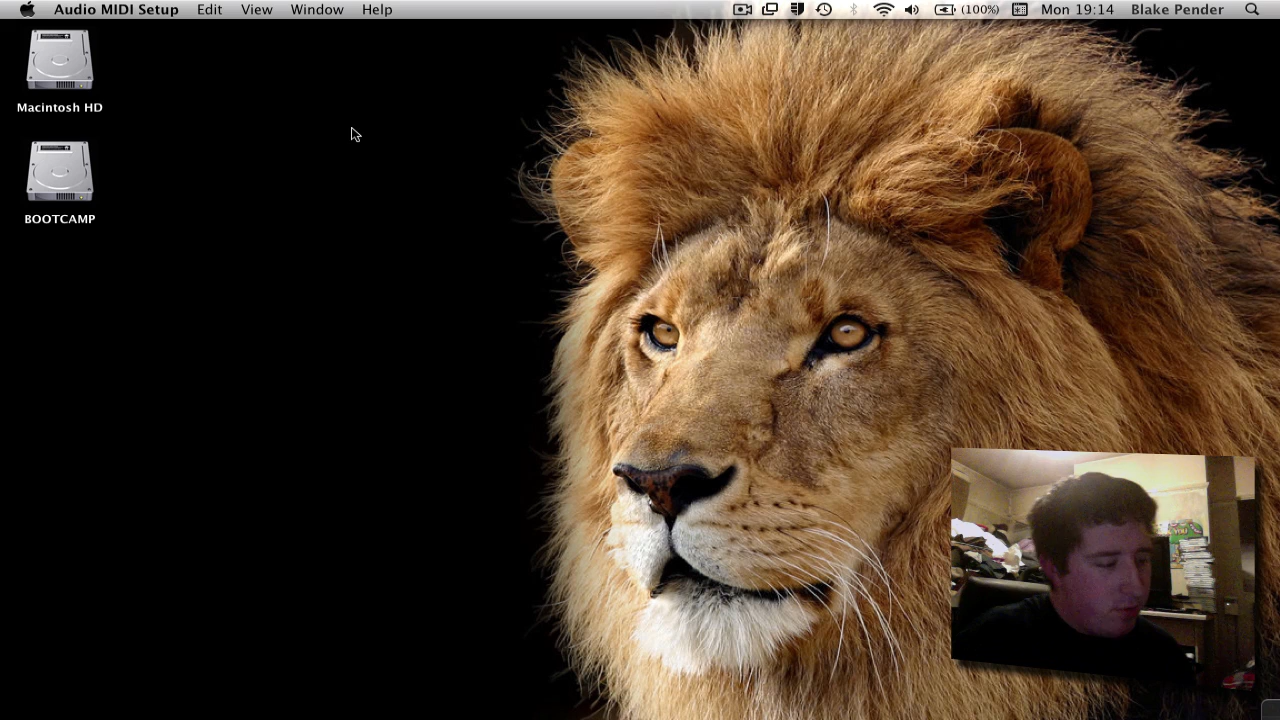 Audio MIDI Setup Edit View Window Help (100%) Mon 19:14 Blake Pender
Macintosh HD
BOOTCAMP